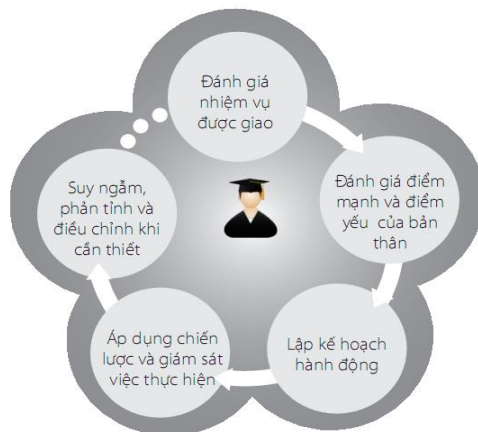 Đánh giá
nhiệm vụ
được giao
Đánh giá điểm
mạnh và điểm
yếu của bản
thân
Lập kế hoạch
hành động
Áp dụng chiến
lược và giám sát
việc thực hiện
Suy ngẫm,
phản tỉnh và
điều chỉnh khi
cần thiết